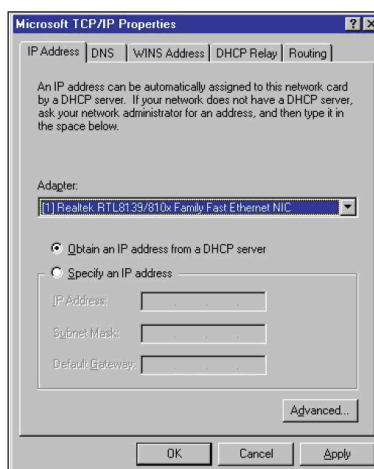 Microsoft TCP/IP Properties
IP Address DNS WINS Address DHCP Relay Routing
An IP address can be automatically assigned to this network card
by a DHCP server. If your network does not have a DHCP server,
ask your network administrator for an address, and then type it in
the space below.
Adapter:
[1] Realtek RTL8139/810x Family Fast Ethernet NIC
Obtain an IP address from a DHCP server
Specify an IP address
IP Address:
Subnet Mask:
Default Gateway:
Advanced...
OK Cancel Apply